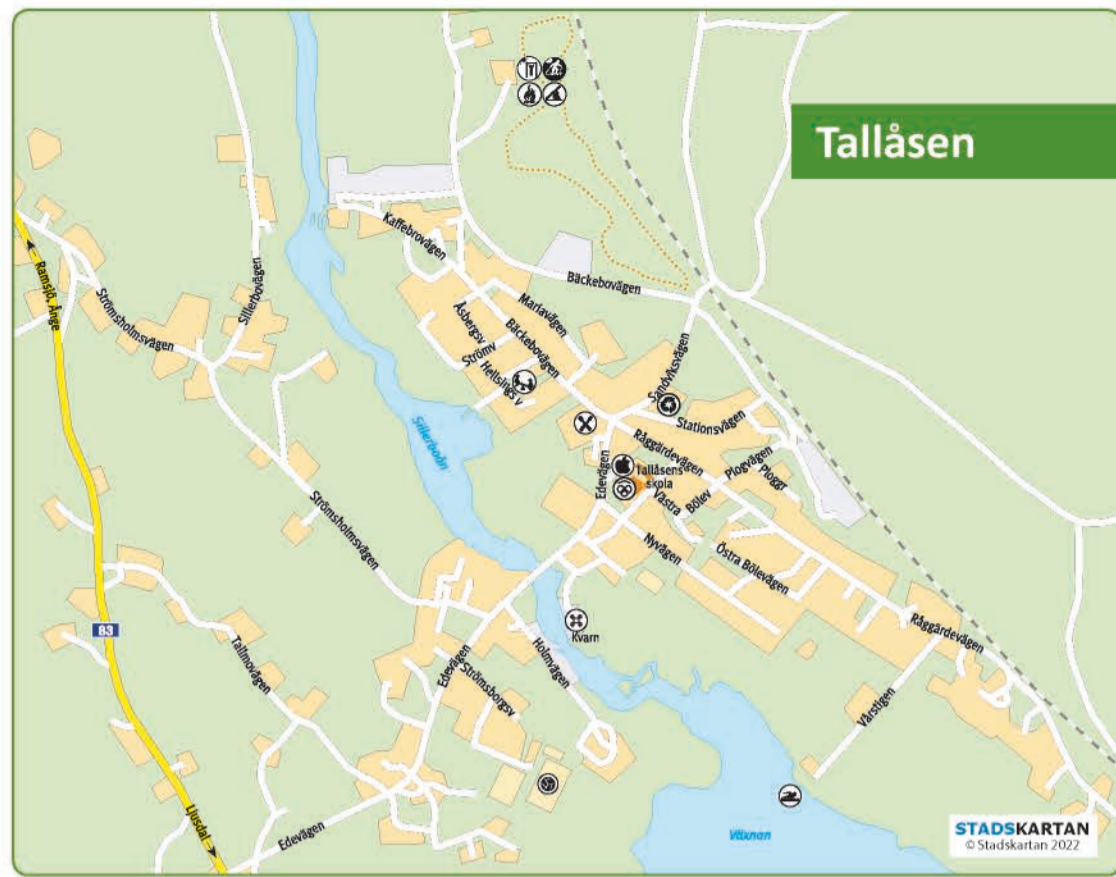 Tallåsen
Kaffebrovägen
Bäckebovägen
Mariavägen
Sillerbovägen
Ramsjö, Ånge
Strömsholmsvägen
Åsbergsv
Strömv
Bäckebovägen
Hellsings v
Sandviksvägen
Stationsvägen
Sillerboån
Råggärdevägen
Edevägen
Tallåsens
skola
Plogvägen
Ploggr
Västra Bölev
Strömsholmsvägen
Nyvägen
Östra Bölevägen
83
Kvarn
Råggärdevägen
Tallmovägen
Edevägen
Holmvägen
Strömsborgsv
Vårstigen
Ljusdal
Edevägen
Växnan
STADSKARTAN
© Stadskartan 2022